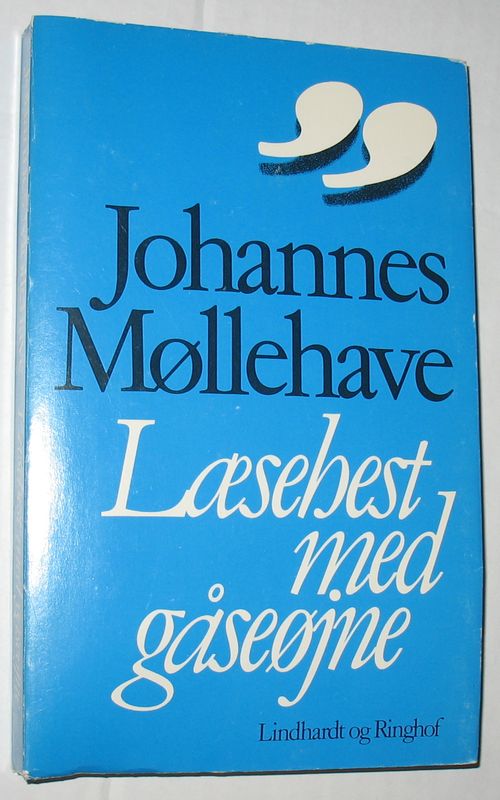 ”
Johannes
Møllehave
Læsehest
med
gåseøjne
Lindhardt og Ringhof